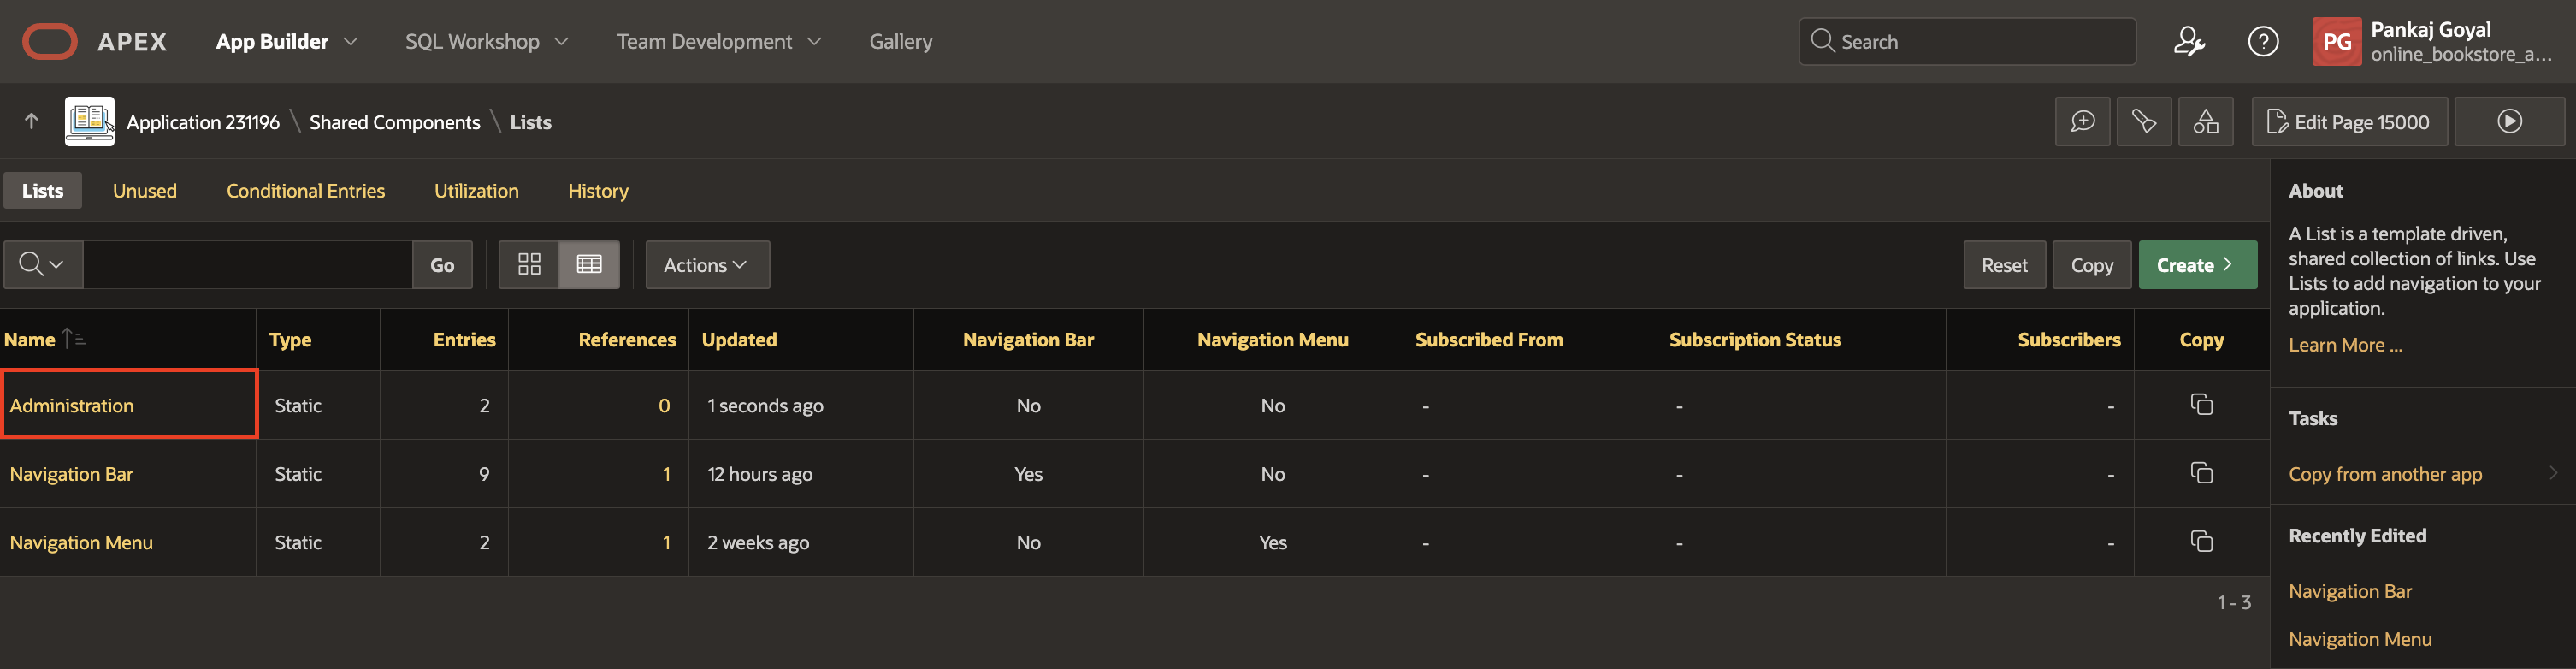 APEX App Builder SQL Workshop Team Development Gallery Search PG Pankaj Goyal
online_bookstore_a...
Application 231196 \ Shared Components \ Lists Edit Page 15000
Lists Unused Conditional Entries Utilization History
Go Actions Reset Copy Create
Name Type Entries References Updated Navigation Bar Navigation Menu Subscribed From Subscription Status Subscribers Copy
Administration Static 2 0 1 seconds ago No No - - -
Navigation Bar Static 9 1 12 hours ago Yes No - - -
Navigation Menu Static 2 1 2 weeks ago No Yes - - -
1 - 3
About
A List is a template driven,
shared collection of links. Use
Lists to add navigation to your
application.
Learn More ...
Tasks
Copy from another app
Recently Edited
Navigation Bar
Navigation Menu